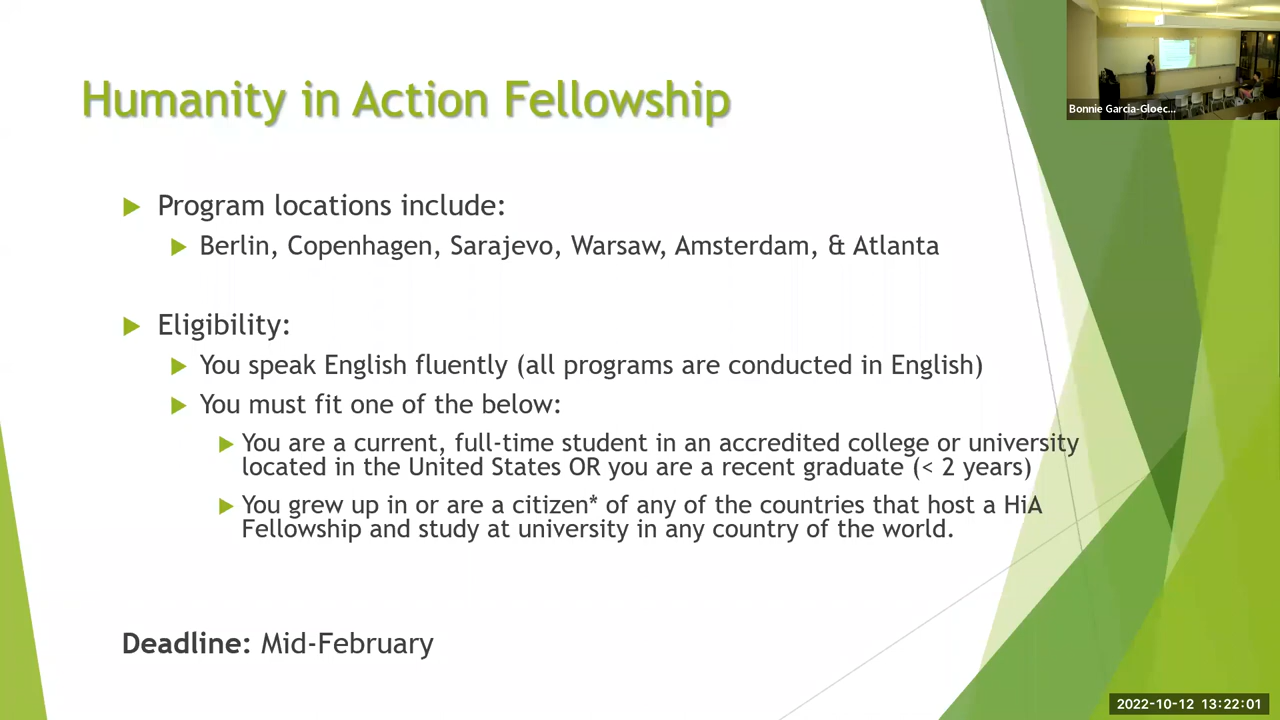 Humanity in Action Fellowship
Bonnie Garcia-Gloec...
Program locations include:
Berlin, Copenhagen, Sarajevo, Warsaw, Amsterdam, & Atlanta
Eligibility:
You speak English fluently (all programs are conducted in English)
You must fit one of the below:
You are a current, full-time student in an accredited college or university
located in the United States OR you are a recent graduate (< 2 years)
You grew up in or are a citizen* of any of the countries that host a HiA
Fellowship and study at university in any country of the world.
Deadline: Mid-February
2022-10-12 13:22:01